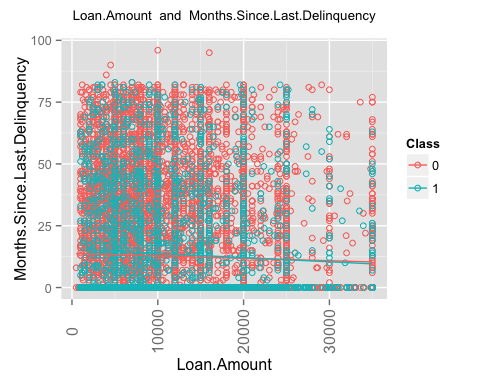 Loan.Amount and Months.Since.Last.Delinquency
Months.Since.Last.Delinquency
100
75
50
25
0
0
10000
20000
30000
Loan.Amount
Class
0
1